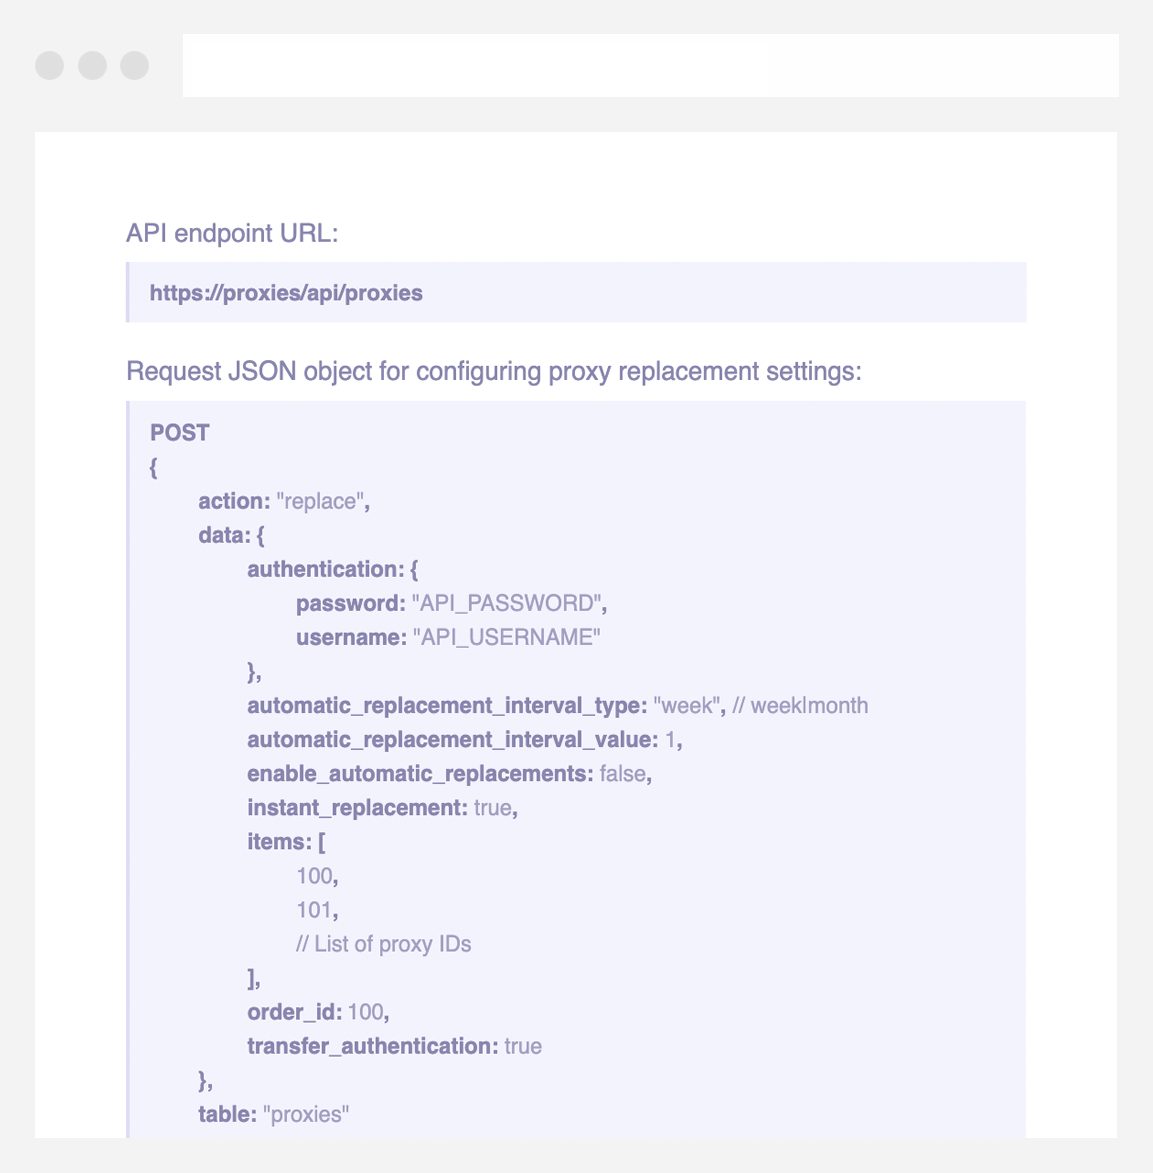 API endpoint URL:
https://proxies/api/proxies
Request JSON object for configuring proxy replacement settings:
POST
{
action: "replace",
data: {
authentication: {
password: "API_PASSWORD",
username: "API_USERNAME"
},
automatic_replacement_interval_type: "week", // week|month
automatic_replacement_interval_value: 1,
enable_automatic_replacements: false,
instant_replacement: true,
items: [
100,
101,
// List of proxy IDs
],
order_id: 100,
transfer_authentication: true
},
table: "proxies"